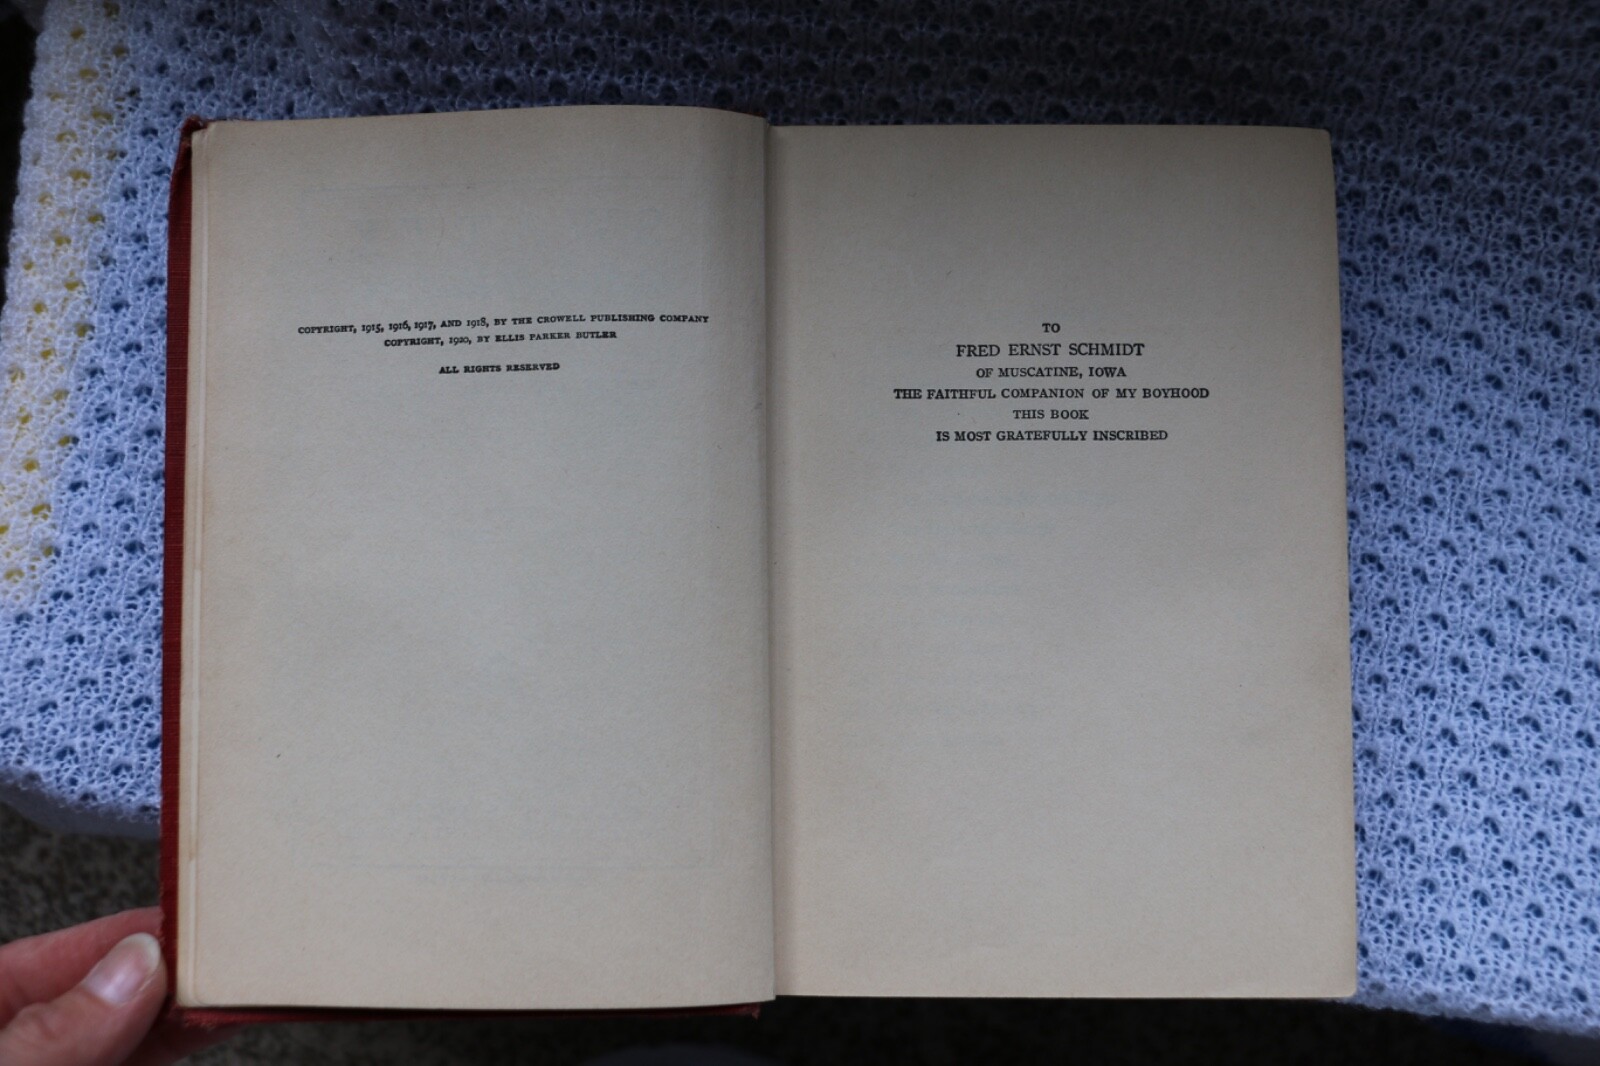 COPYRIGHT, 1915, 1916, 1917, AND 1918, BY THE CROWELL PUBLISHING COMPANY
COPYRIGHT, 1920, BY ELLIS PARKER BUTLER
ALL RIGHTS RESERVED
TO
FRED ERNST SCHMIDT
OF MUSCATINE, IOWA
THE FAITHFUL COMPANION OF MY BOYHOOD
THIS BOOK
IS MOST GRATEFULLY INSCRIBED